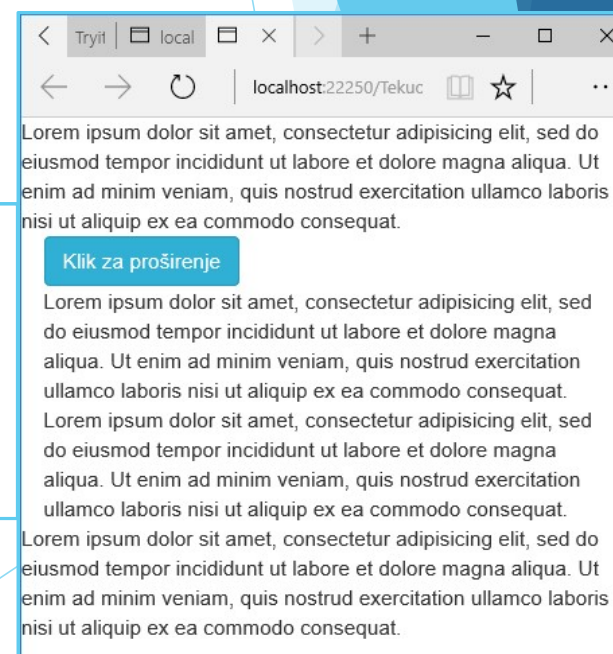 Tryit local
localhost:22250/Tekuc
Lorem ipsum dolor sit amet, consectetur adipisicing elit, sed do
eiusmod tempor incididunt ut labore et dolore magna aliqua. Ut
enim ad minim veniam, quis nostrud exercitation ullamco laboris
nisi ut aliquip ex ea commodo consequat.
Klik za proširenje
Lorem ipsum dolor sit amet, consectetur adipisicing elit, sed
do eiusmod tempor incididunt ut labore et dolore magna
aliqua. Ut enim ad minim veniam, quis nostrud exercitation
ullamco laboris nisi ut aliquip ex ea commodo consequat.
Lorem ipsum dolor sit amet, consectetur adipisicing elit, sed
do eiusmod tempor incididunt ut labore et dolore magna
aliqua. Ut enim ad minim veniam, quis nostrud exercitation
ullamco laboris nisi ut aliquip ex ea commodo consequat.
Lorem ipsum dolor sit amet, consectetur adipisicing elit, sed do
eiusmod tempor incididunt ut labore et dolore magna aliqua. Ut
enim ad minim veniam, quis nostrud exercitation ullamco laboris
nisi ut aliquip ex ea commodo consequat.